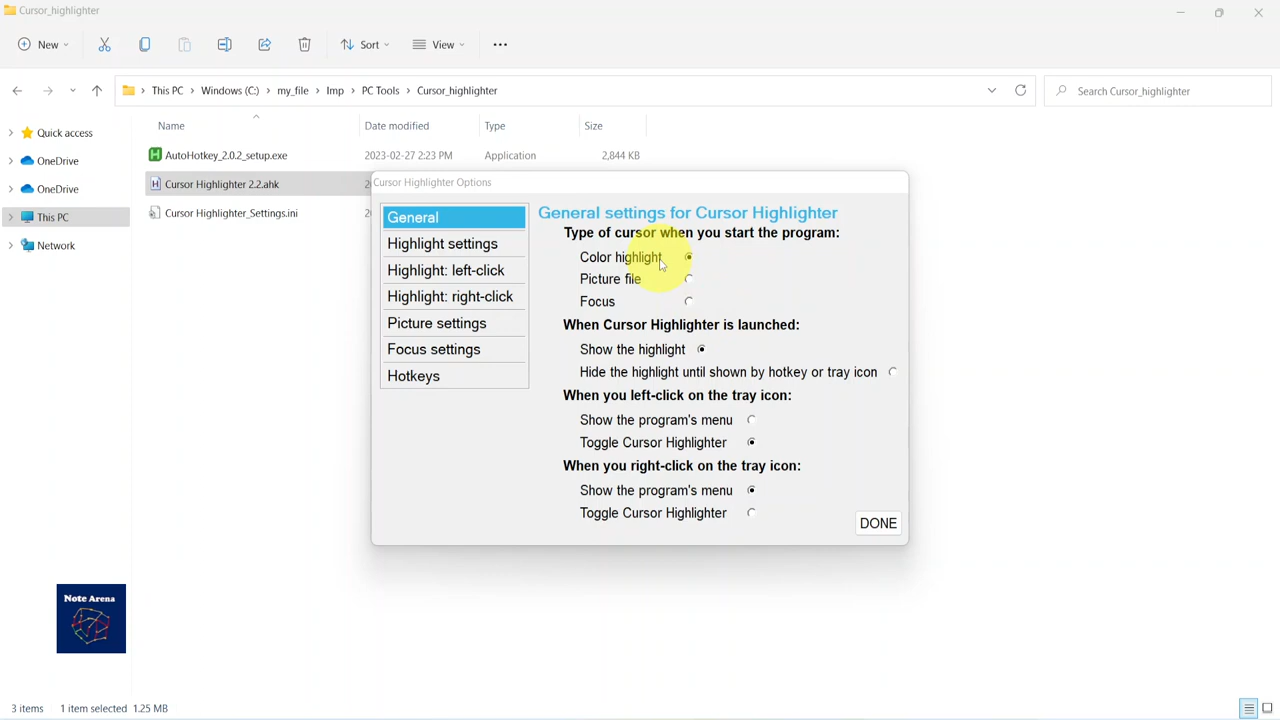 Cursor_highlighter
New
Sort
View
This PC > Windows (C:) > my_file > Imp > PC Tools > Cursor_highlighter
Search Cursor_highlighter
Name Date modified Type Size
Quick access
OneDrive
OneDrive
This PC
Network
AutoHotkey_2.0.2_setup.exe 2023-02-27 2:23 PM Application 2,844 KB
Cursor Highlighter 2.2.ahk 2
Cursor Highlighter_Settings.ini 2
Cursor Highlighter Options
General
Highlight settings
Highlight: left-click
Highlight: right-click
Picture settings
Focus settings
Hotkeys
General settings for Cursor Highlighter
Type of cursor when you start the program:
Color highlight
Picture file
Focus
When Cursor Highlighter is launched:
Show the highlight
Hide the highlight until shown by hotkey or tray icon
When you left-click on the tray icon:
Show the program's menu
Toggle Cursor Highlighter
When you right-click on the tray icon:
Show the program's menu
Toggle Cursor Highlighter
DONE
Note Arena
3 items 1 item selected 1.25 MB